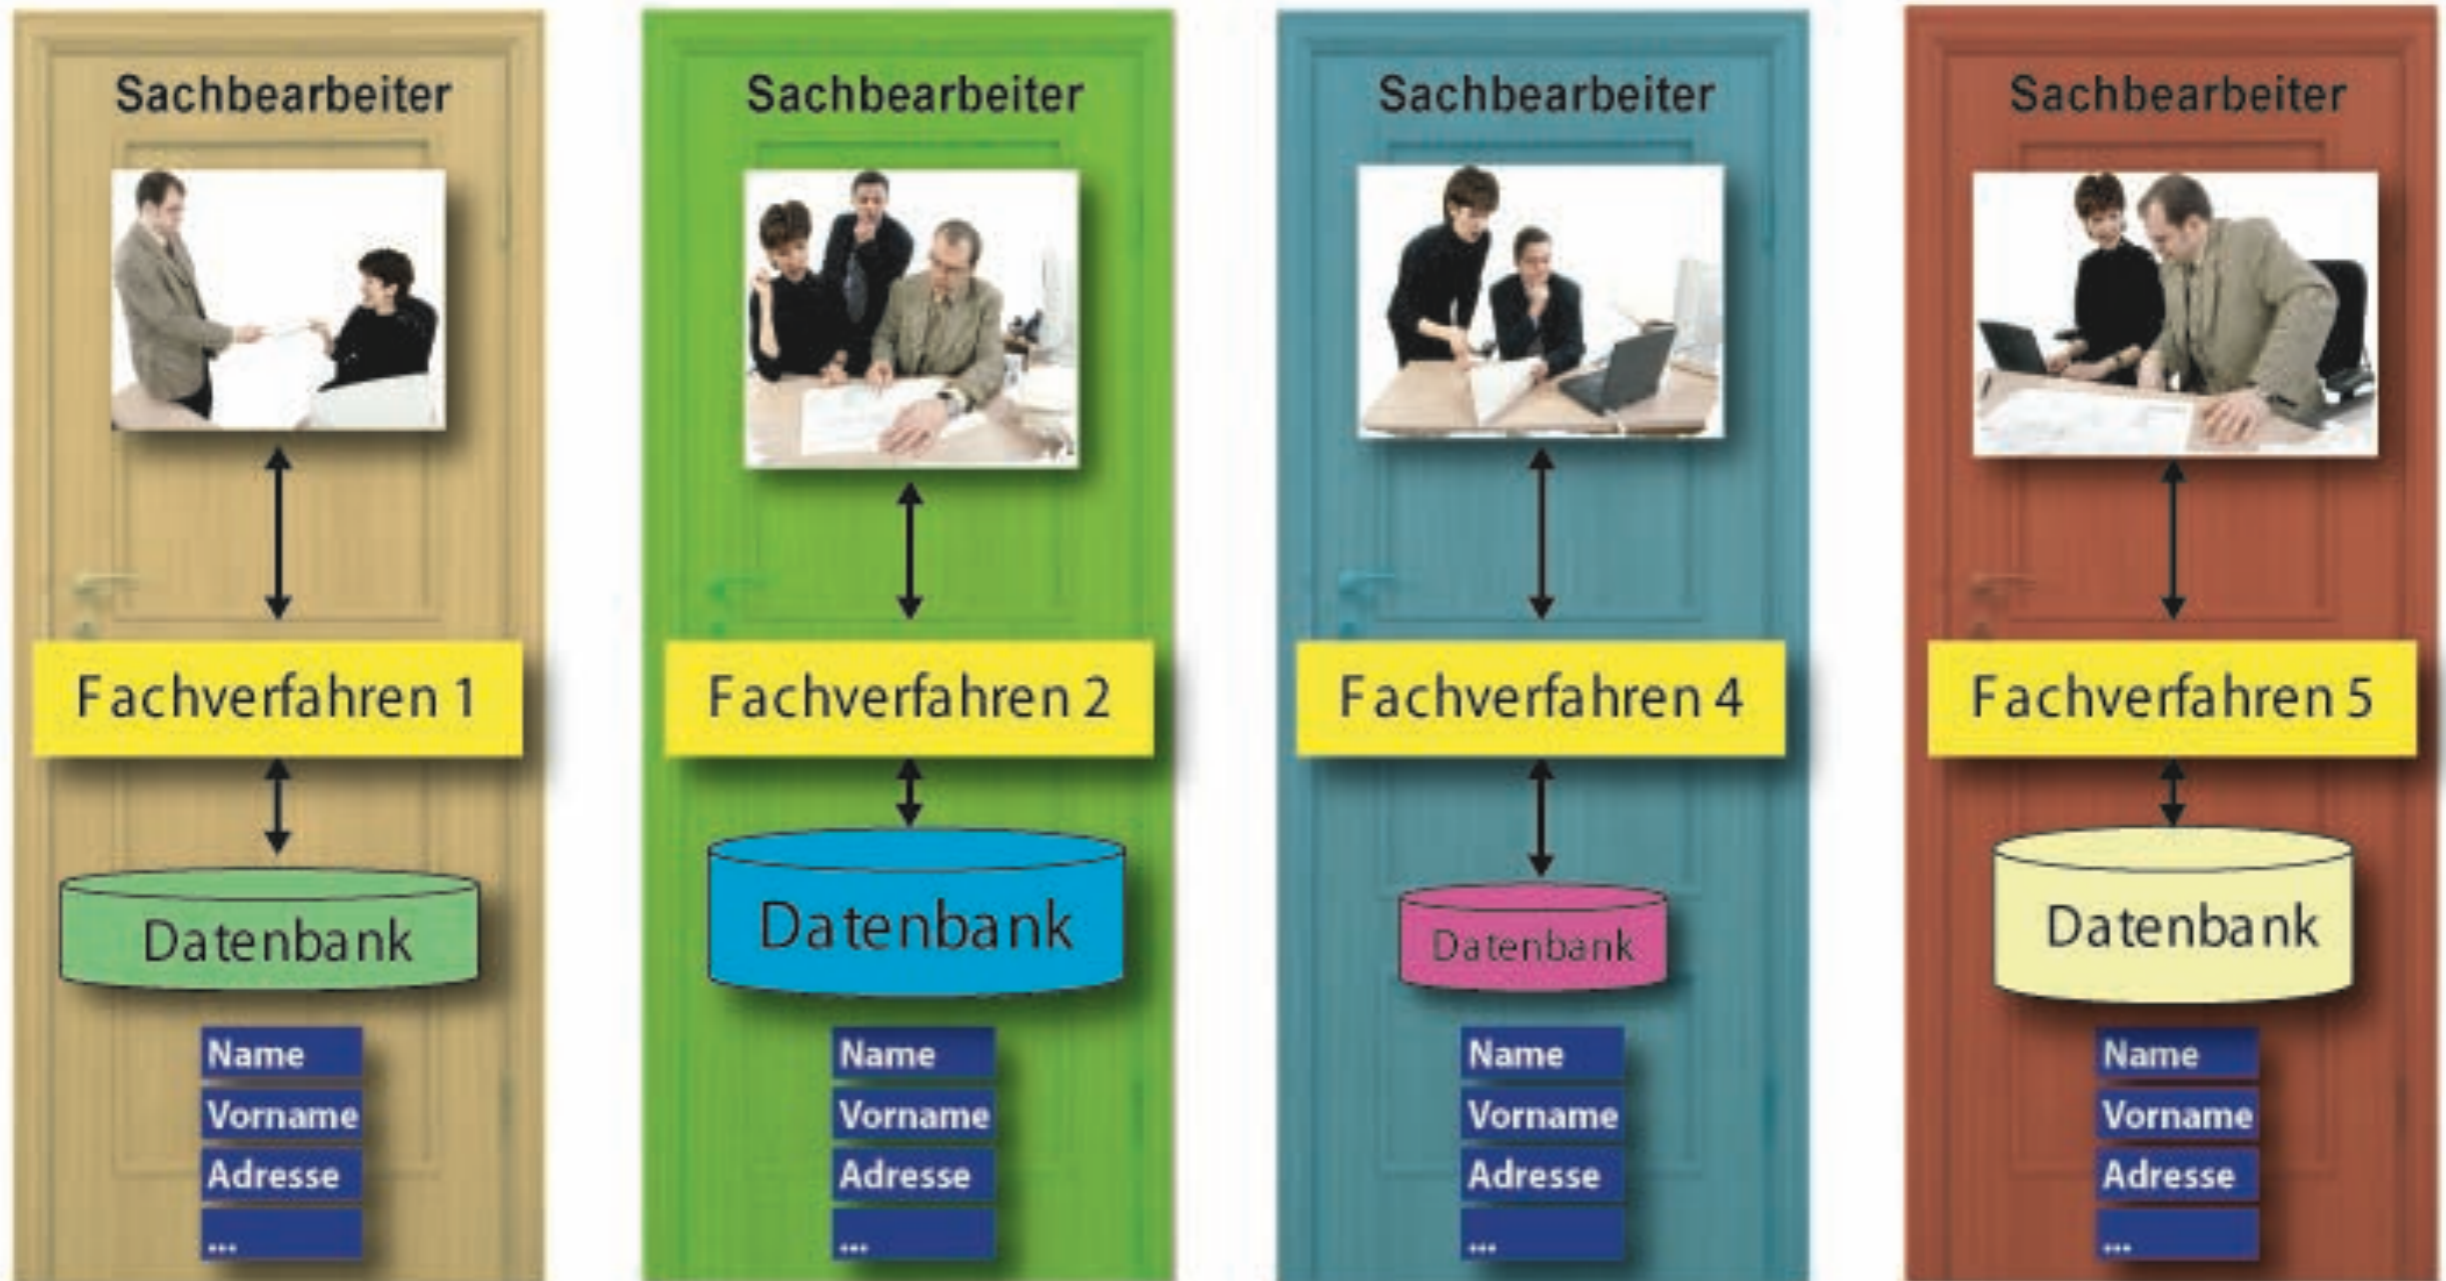 Sachbearbeiter
Sachbearbeiter
Sachbearbeiter
Sachbearbeiter
Fachverfahren 1
Fachverfahren 2
Fachverfahren 4
Fachverfahren 5
Datenbank
Datenbank
Datenbank
Datenbank
Name
Vorname
Adresse
...
Name
Vorname
Adresse
...
Name
Vorname
Adresse
...
Name
Vorname
Adresse
...